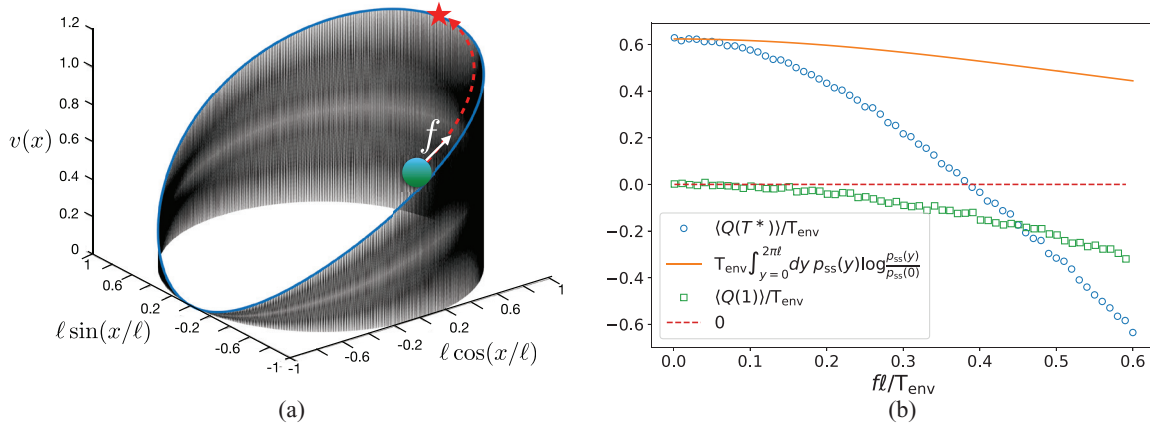 1.2
1.0
0.8
v(x)
0.6
0.4
0.2
0
1
0.6
0.2
-0.2
-0.6
-1
ℓ sin(x/ℓ)
-1
-0.6
-0.2
0.2
0.6
1
ℓ cos(x/ℓ)
f
(a)
0.6
0.4
0.2
0.0
−0.2
−0.4
−0.6
⟨Q(T*)⟩/T_env
T_env ∫_{y=0}^{2πℓ} dy p_ss(y) log p_ss(y)/p_ss(0)
⟨Q(1)⟩/T_env
0
0.0 0.1 0.2 0.3 0.4 0.5 0.6
fℓ/T_env
(b)